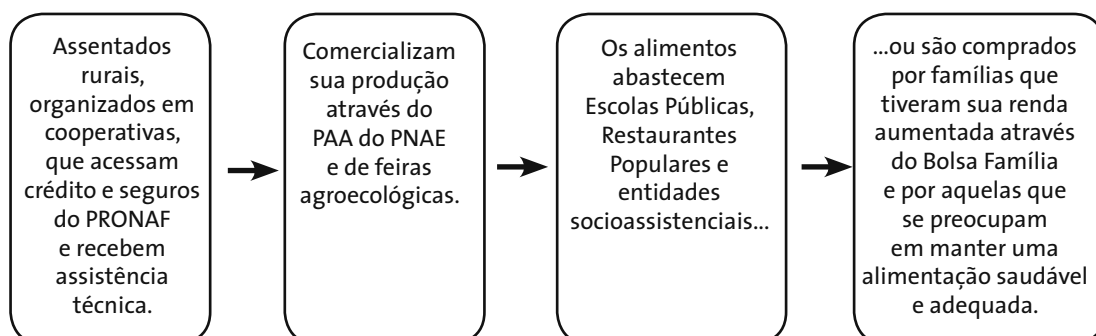 Assentados
rurais,
organizados em
cooperativas,
que acessam
crédito e seguros
do PRONAF
e recebem
assistência
técnica.
Comercializam
sua produção
através do
PAA do PNAE
e de feiras
agroecológicas.
Os alimentos
abastecem
Escolas Públicas,
Restaurantes
Populares e
entidades
socioassistenciais...
...ou são comprados
por famílias que
tiveram sua renda
aumentada através
do Bolsa Família
e por aquelas que
se preocupam
em manter uma
alimentação saudável
e adequada.